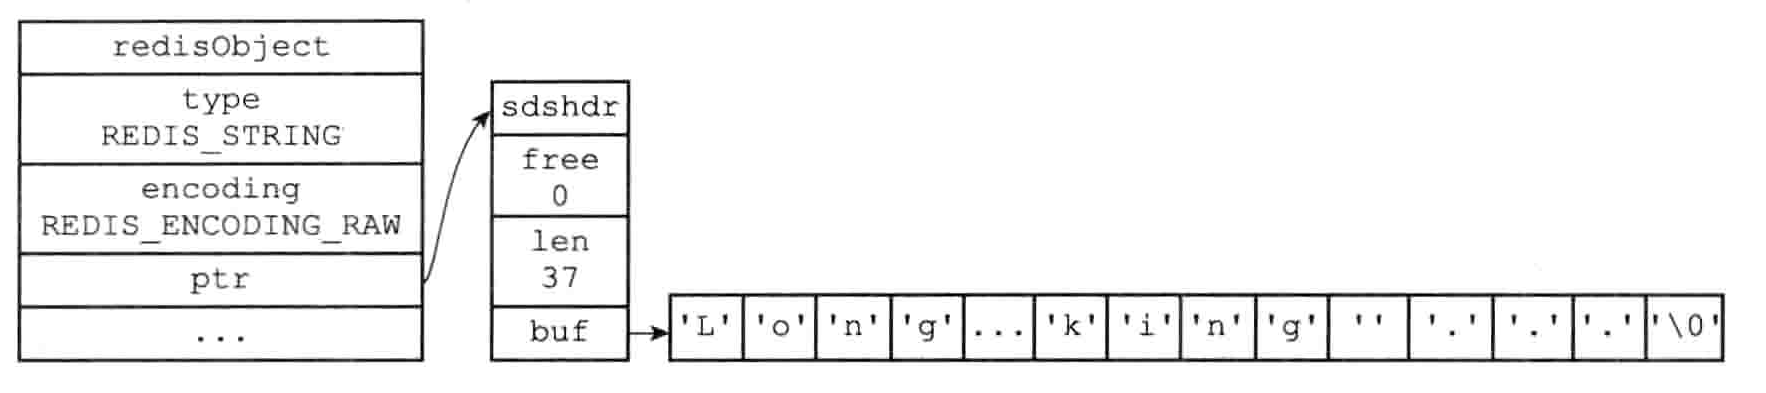 redisObject
type
REDIS_STRING
encoding
REDIS_ENCODING_RAW
ptr
...
sdshdr
free
0
len
37
buf
'L' 'o' 'n' 'g' ... 'k' 'i' 'n' 'g' '' '.' '.' '.' '\0'